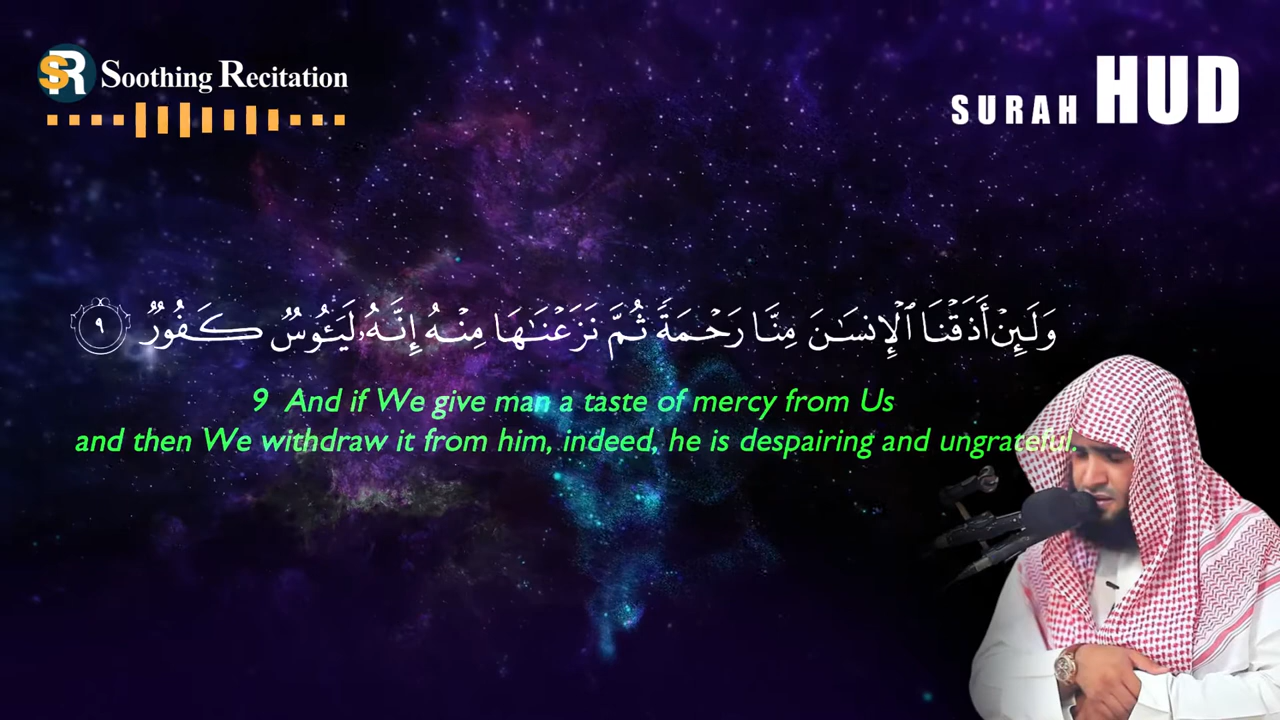 SR Soothing Recitation
SURAH HUD
وَلَئِنْ أَذَقْنَا ٱلْإِنسَـٰنَ مِنَّا رَحْمَةً ثُمَّ نَزَعْنَـٰهَا مِنْهُ إِنَّهُۥ لَيَـُٔوسٌ كَفُورٌ ٩
9 And if We give man a taste of mercy from Us
and then We withdraw it from him, indeed, he is despairing and ungrateful.